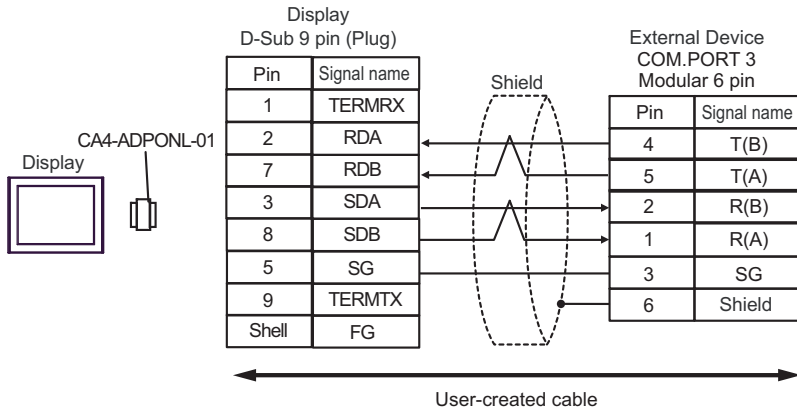 Display
D-Sub 9 pin (Plug)
Pin Signal name
1 TERMRX
2 RDA
7 RDB
3 SDA
8 SDB
5 SG
9 TERMTX
Shell FG
CA4-ADPONL-01
Display
Shield
External Device
COM.PORT 3
Modular 6 pin
Pin Signal name
4 T(B)
5 T(A)
2 R(B)
1 R(A)
3 SG
6 Shield
User-created cable